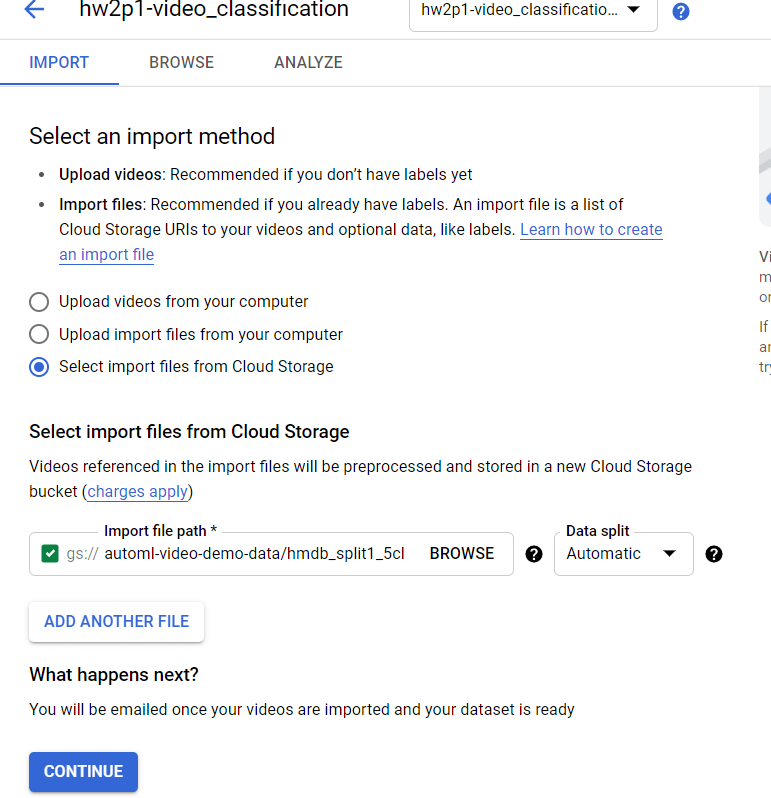 hw2p1-video_classification
hw2p1-video_classificatio...
IMPORT
BROWSE
ANALYZE
Select an import method
• Upload videos: Recommended if you don't have labels yet
• Import files: Recommended if you already have labels. An import file is a list of
Cloud Storage URIs to your videos and optional data, like labels. Learn how to create
an import file
Upload videos from your computer
Upload import files from your computer
Select import files from Cloud Storage
Select import files from Cloud Storage
Videos referenced in the import files will be preprocessed and stored in a new Cloud Storage
bucket (charges apply)
Import file path *
gs:// automl-video-demo-data/hmdb_split1_5cl
BROWSE
Data split
Automatic
ADD ANOTHER FILE
What happens next?
You will be emailed once your videos are imported and your dataset is ready
CONTINUE
If